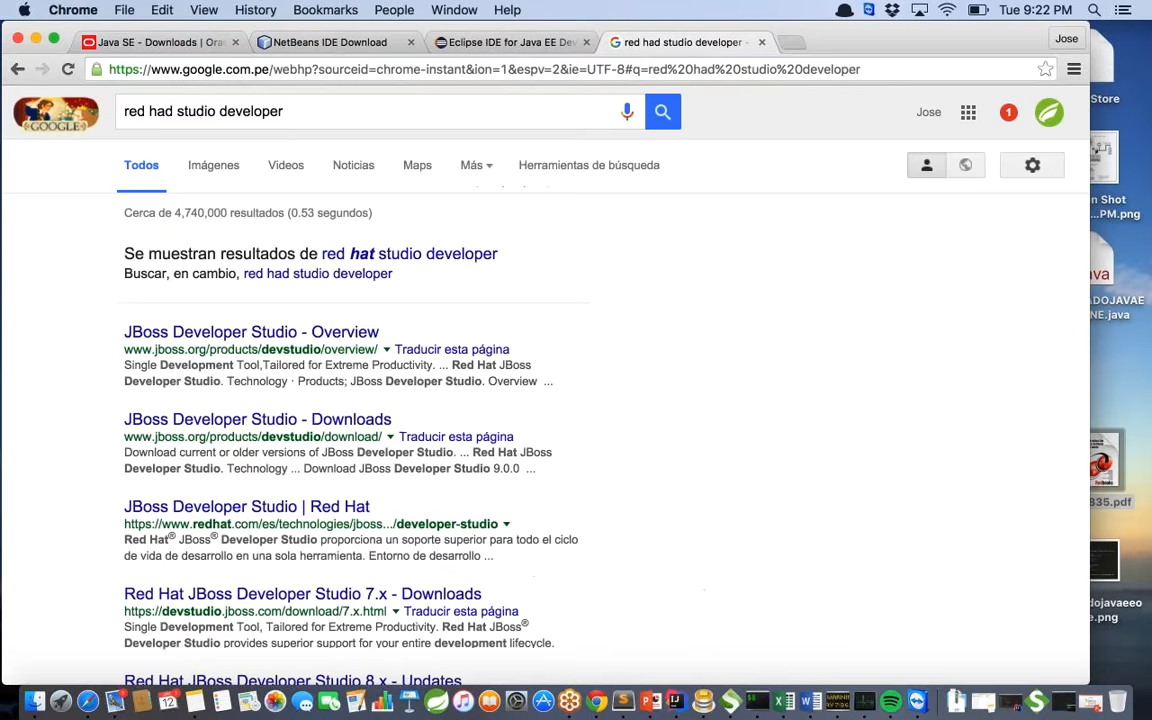 Chrome File Edit View History Bookmarks People Window Help Tue 9:22 PM
Java SE - Downloads | Ora
NetBeans IDE Download
Eclipse IDE for Java EE Dev
red had studio developer -
Jose
https://www.google.com.pe/webhp?sourceid=chrome-instant&ion=1&espv=2&ie=UTF-8#q=red%20had%20studio%20developer
GOOGLE
red had studio developer
Jose
1
Todos Imágenes Videos Noticias Maps Más Herramientas de búsqueda
Cerca de 4,740,000 resultados (0.53 segundos)
Se muestran resultados de red hat studio developer
Buscar, en cambio, red had studio developer
JBoss Developer Studio - Overview
www.jboss.org/products/devstudio/overview/ Traducir esta página
Single Development Tool,Tailored for Extreme Productivity. ... Red Hat JBoss
Developer Studio. Technology · Products; JBoss Developer Studio. Overview ...
JBoss Developer Studio - Downloads
www.jboss.org/products/devstudio/download/ Traducir esta página
Download current or older versions of JBoss Developer Studio. ... Red Hat JBoss
Developer Studio. Technology ... Download JBoss Developer Studio 9.0.0 ...
JBoss Developer Studio | Red Hat
https://www.redhat.com/es/technologies/jboss.../developer-studio
Red Hat® JBoss® Developer Studio proporciona un soporte superior para todo el ciclo
de vida de desarrollo en una sola herramienta. Entorno de desarrollo ...
Red Hat JBoss Developer Studio 7.x - Downloads
https://devstudio.jboss.com/download/7.x.html Traducir esta página
Single Development Tool, Tailored for Extreme Productivity. Red Hat JBoss®
Developer Studio provides superior support for your entire development lifecycle.
Red Hat JBoss Developer Studio 8.x - Updates
Store
n Shot
...PM.png
ava
ADOJAVAE
NE.java
335.pdf
dojavaeeo
e.png